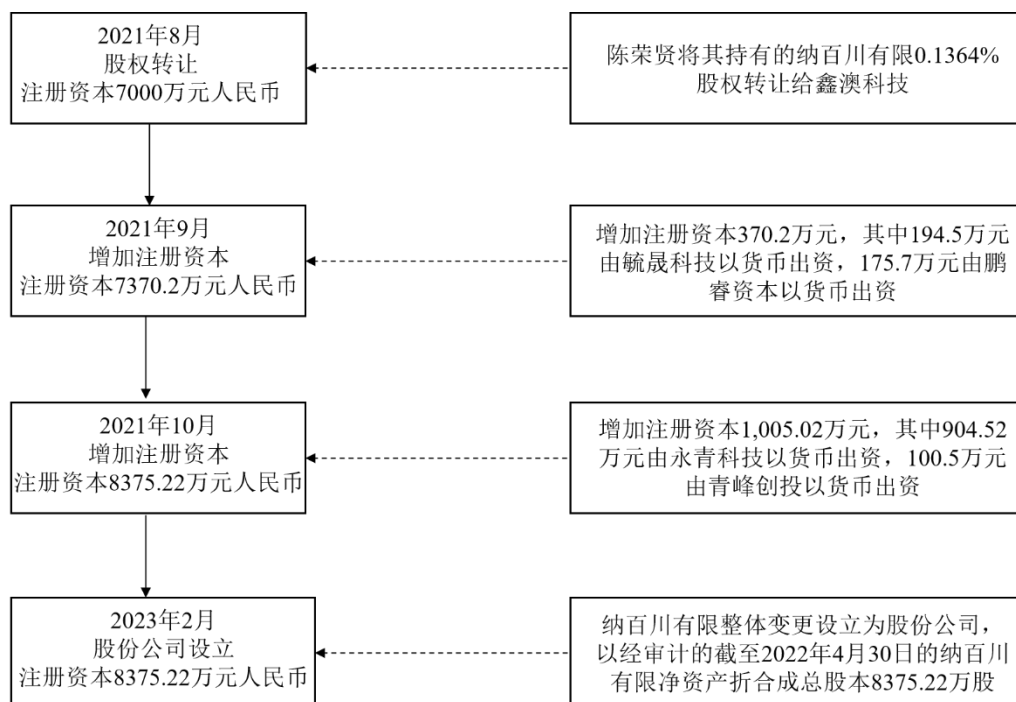 2021年8月
股权转让
注册资本7000万元人民币
陈荣贤将其持有的纳百川有限0.1364%
股权转让给鑫澳科技
2021年9月
增加注册资本
注册资本7370.2万元人民币
增加注册资本370.2万元，其中194.5万元
由毓晟科技以货币出资，175.7万元由鹏
睿资本以货币出资
2021年10月
增加注册资本
注册资本8375.22万元人民币
增加注册资本1,005.02万元，其中904.52
万元由永青科技以货币出资，100.5万元
由青峰创投以货币出资
2023年2月
股份公司设立
注册资本8375.22万元人民币
纳百川有限整体变更设立为股份公司，
以经审计的截至2022年4月30日的纳百川
有限净资产折合成总股本8375.22万股